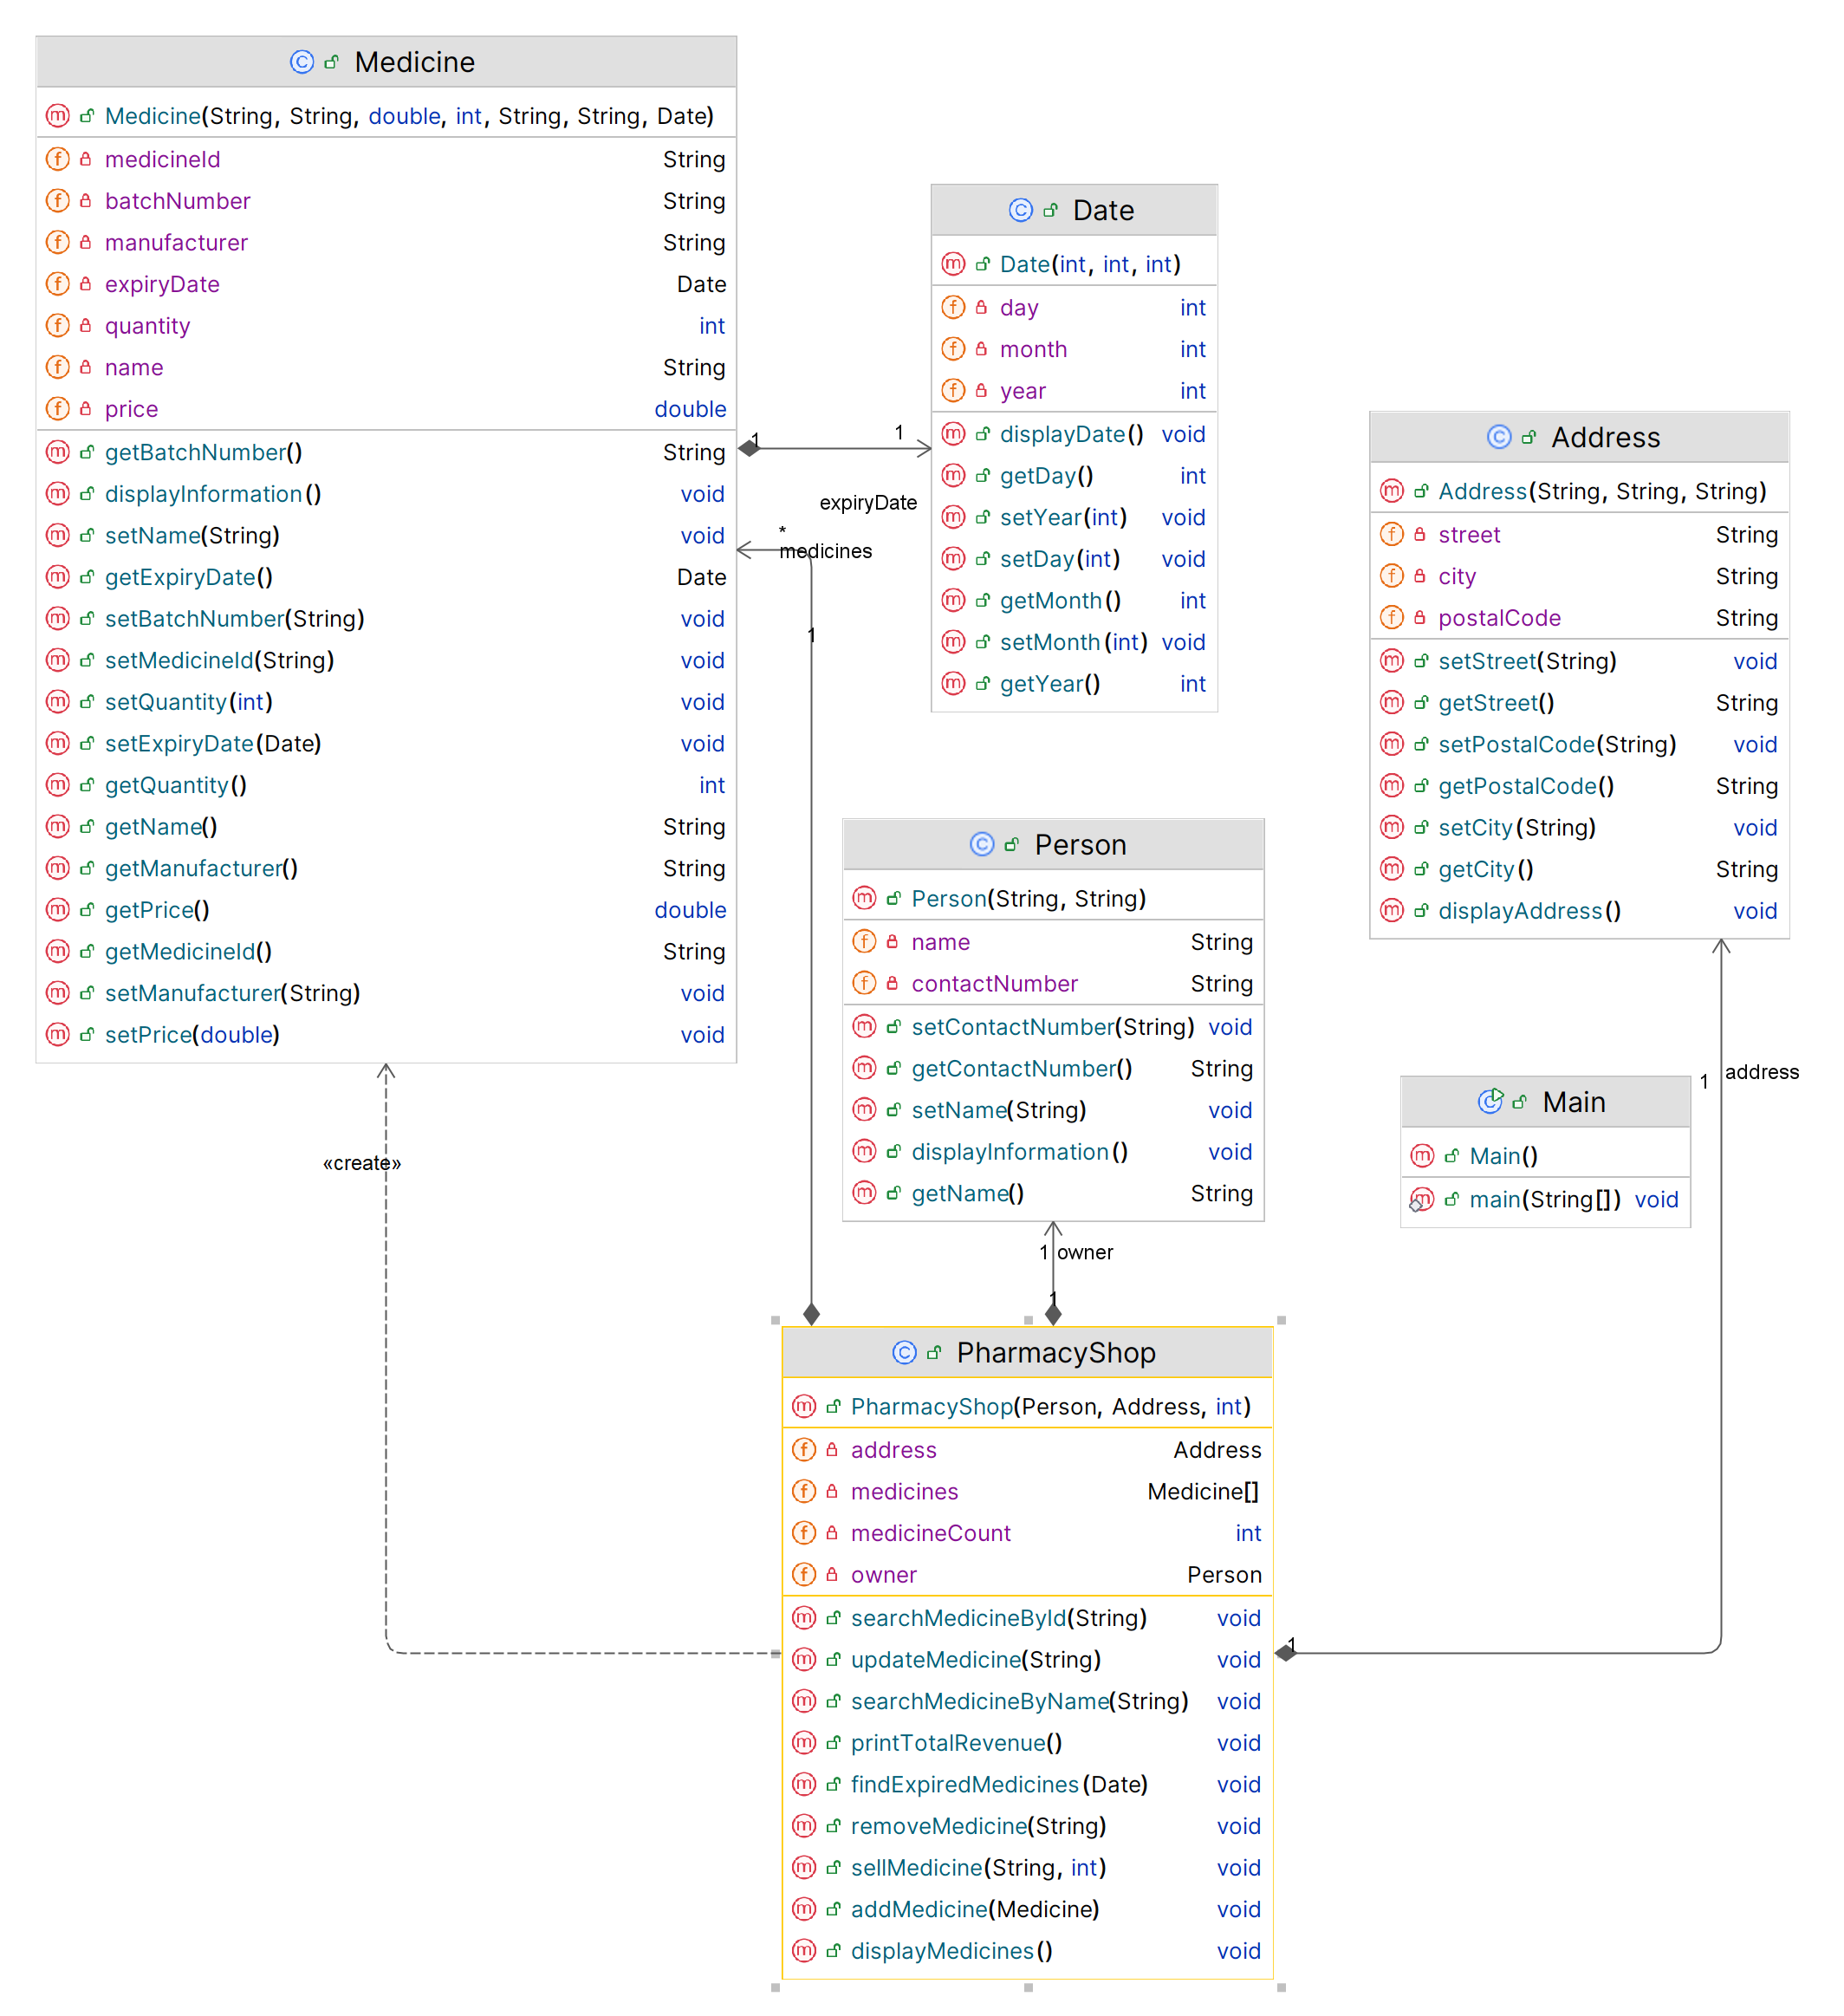 Medicine
Medicine(String, String, double, int, String, String, Date)
medicineId String
batchNumber String
manufacturer String
expiryDate Date
quantity int
name String
price double
getBatchNumber() String
displayInformation() void
setName(String) void
getExpiryDate() Date
setBatchNumber(String) void
setMedicineId(String) void
setQuantity(int) void
setExpiryDate(Date) void
getQuantity() int
getName() String
getManufacturer() String
getPrice() double
getMedicineId() String
setManufacturer(String) void
setPrice(double) void
Date
Date(int, int, int)
day int
month int
year int
displayDate() void
getDay() int
setYear(int) void
setDay(int) void
getMonth() int
setMonth(int) void
getYear() int
1
1
expiryDate
*
medicines
1
Address
Address(String, String, String)
street String
city String
postalCode String
setStreet(String) void
getStreet() String
setPostalCode(String) void
getPostalCode() String
setCity(String) void
getCity() String
displayAddress() void
Person
Person(String, String)
name String
contactNumber String
setContactNumber(String) void
getContactNumber() String
setName(String) void
displayInformation() void
getName() String
1 address
Main
Main()
main(String[]) void
«create»
1 owner
1
PharmacyShop
PharmacyShop(Person, Address, int)
address Address
medicines Medicine[]
medicineCount int
owner Person
searchMedicineById(String) void
updateMedicine(String) void
searchMedicineByName(String) void
printTotalRevenue() void
findExpiredMedicines(Date) void
removeMedicine(String) void
sellMedicine(String, int) void
addMedicine(Medicine) void
displayMedicines() void
1